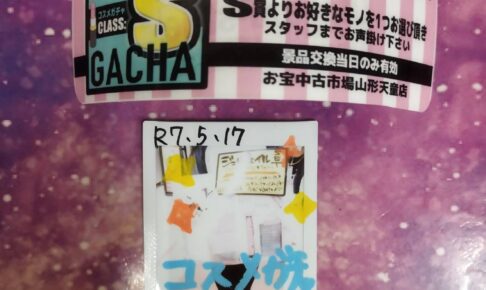 コスメガチャ
CLASS:
S
GACHA
S賞よりお好きなモノを1つお選び頂き
スタッフまでお声掛け下さい
景品交換当日のみ有効
お宝中古市場山形天童店
R7.5.17
コスメガチャ